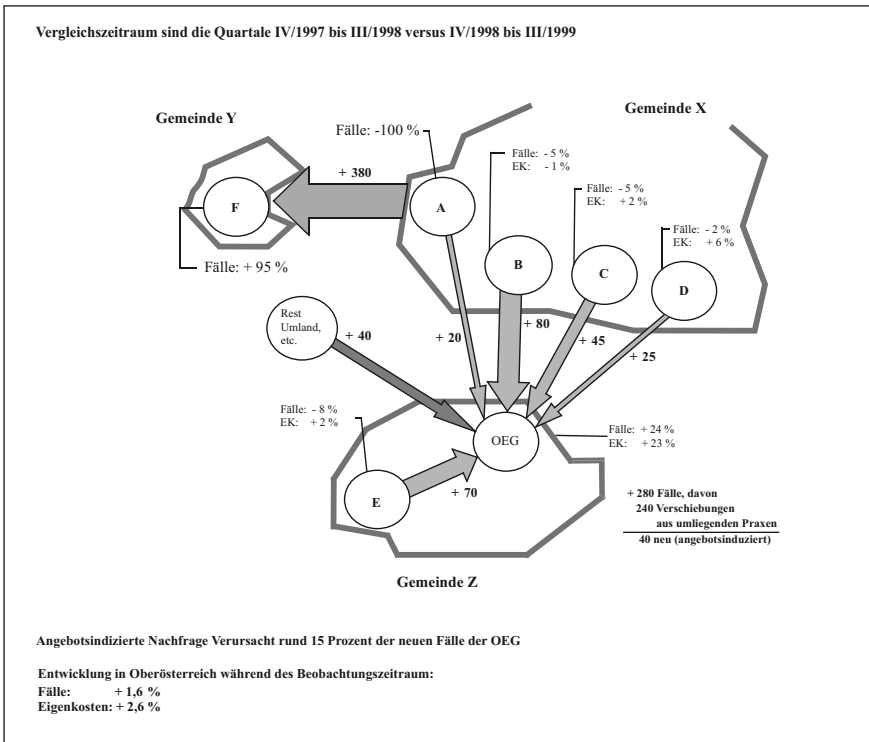 Vergleichszeitraum sind die Quartale IV/1997 bis III/1998 versus IV/1998 bis III/1999
Gemeinde X
Gemeinde Y
Fälle: -100 %
Fälle: - 5 %
EK: - 1 %
+ 380
Fälle: - 5 %
EK: + 2 %
F
A
Fälle: - 2 %
EK: + 6 %
B
C
D
Fälle: + 95 %
Rest
Umland,
etc.
+ 40
+ 20
+ 80
+ 45
+ 25
Fälle: - 8 %
EK: + 2 %
OEG
Fälle: + 24 %
EK: + 23 %
E
+ 70
+ 280 Fälle, davon
240 Verschiebungen
aus umliegenden Praxen
40 neu (angebotsinduziert)
Gemeinde Z
Angebotsindizierte Nachfrage Verursacht rund 15 Prozent der neuen Fälle der OEG
Entwicklung in Oberösterreich während des Beobachtungszeitraum:
Fälle: + 1,6 %
Eigenkosten: + 2,6 %